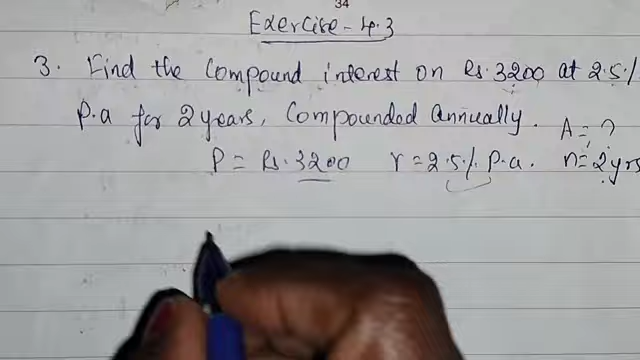 34
Exercise - 4.3
3. Find the compound interest on Rs. 3200 at 2.5%
p.a for 2 years, compounded annually.
A = ?
P = Rs. 3200 r = 2.5% p.a. n = 2 yrs